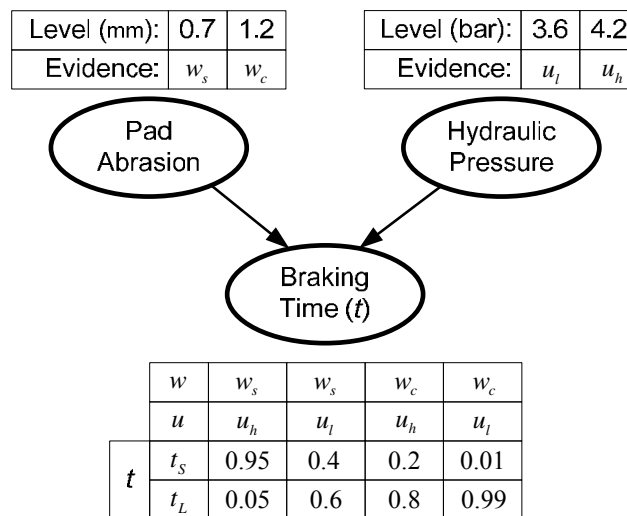 Level (mm): 0.7 1.2 Level (bar): 3.6 4.2
Evidence: w_s w_c Evidence: u_l u_h
Pad
Abrasion
Hydraulic
Pressure
Braking
Time (t)
w w_s w_s w_c w_c
u u_h u_l u_h u_l
t t_S 0.95 0.4 0.2 0.01
t_L 0.05 0.6 0.8 0.99